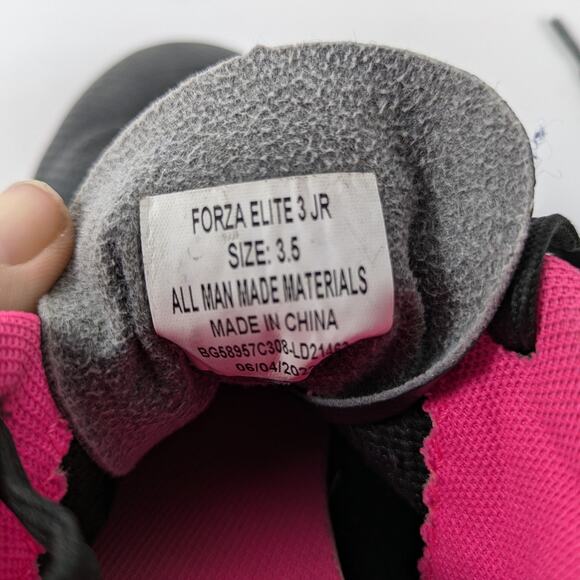 FORZA ELITE 3 JR
SIZE: 3.5
ALL MAN MADE MATERIALS
MADE IN CHINA